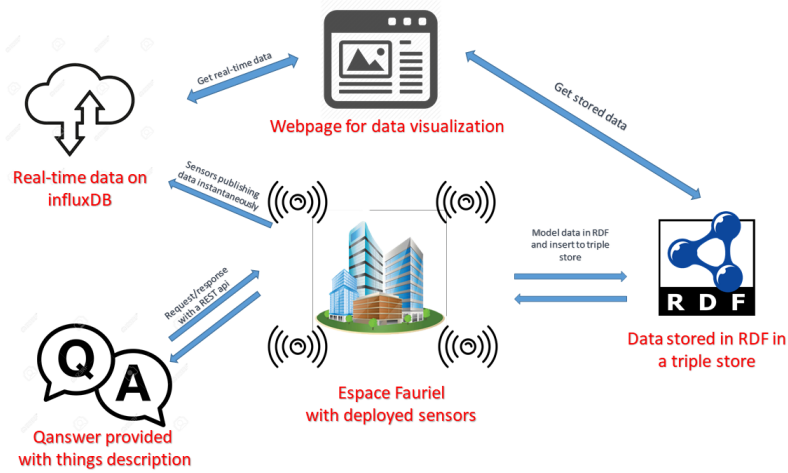 Get real-time data
Webpage for data visualization
Get stored data
Real-time data on
influxDB
Sensors publishing
data instantaneously
Model data in RDF
and insert to triple
store
RDF
Data stored in RDF in
a triple store
Request/response
with a REST api
Espace Fauriel
with deployed sensors
Q A
Qanswer provided
with things description